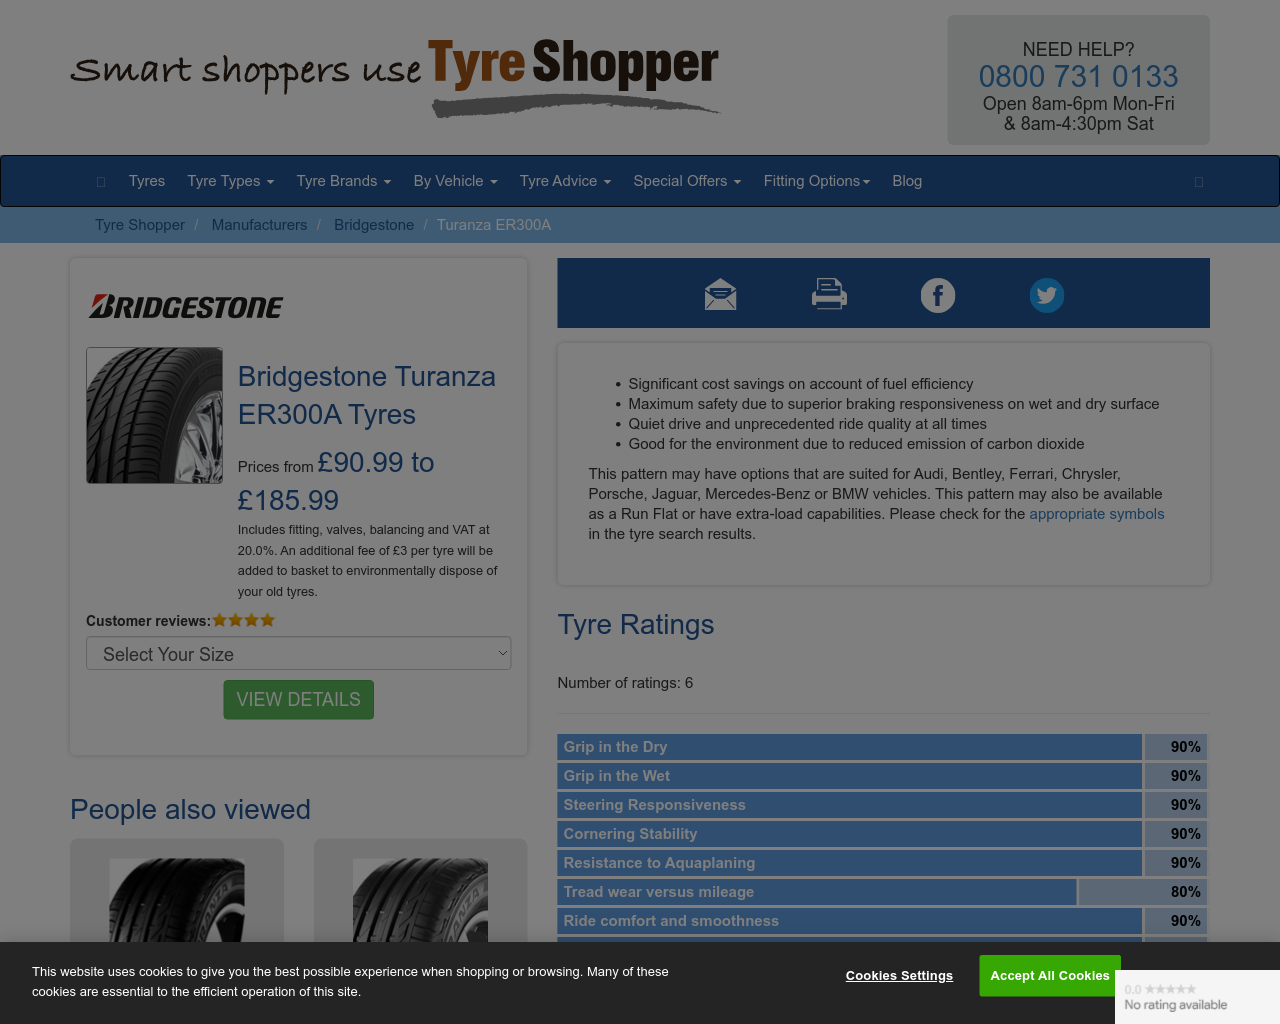 Smart shoppers use Tyre Shopper
NEED HELP?
0800 731 0133
Open 8am-6pm Mon-Fri
& 8am-4:30pm Sat
Tyres Tyre Types Tyre Brands By Vehicle Tyre Advice Special Offers Fitting Options Blog
Tyre Shopper / Manufacturers / Bridgestone / Turanza ER300A
BRIDGESTONE
Bridgestone Turanza
ER300A Tyres
Prices from £90.99 to
£185.99
Includes fitting, valves, balancing and VAT at
20.0%. An additional fee of £3 per tyre will be
added to basket to environmentally dispose of
your old tyres.
Customer reviews:
Select Your Size
VIEW DETAILS
People also viewed
• Significant cost savings on account of fuel efficiency
• Maximum safety due to superior braking responsiveness on wet and dry surface
• Quiet drive and unprecedented ride quality at all times
• Good for the environment due to reduced emission of carbon dioxide
This pattern may have options that are suited for Audi, Bentley, Ferrari, Chrysler,
Porsche, Jaguar, Mercedes-Benz or BMW vehicles. This pattern may also be available
as a Run Flat or have extra-load capabilities. Please check for the appropriate symbols
in the tyre search results.
Tyre Ratings
Number of ratings: 6
Grip in the Dry 90%
Grip in the Wet 90%
Steering Responsiveness 90%
Cornering Stability 90%
Resistance to Aquaplaning 90%
Tread wear versus mileage 80%
Ride comfort and smoothness 90%
This website uses cookies to give you the best possible experience when shopping or browsing. Many of these
cookies are essential to the efficient operation of this site.
Cookies Settings
Accept All Cookies
0.0 ★★★★★
No rating available